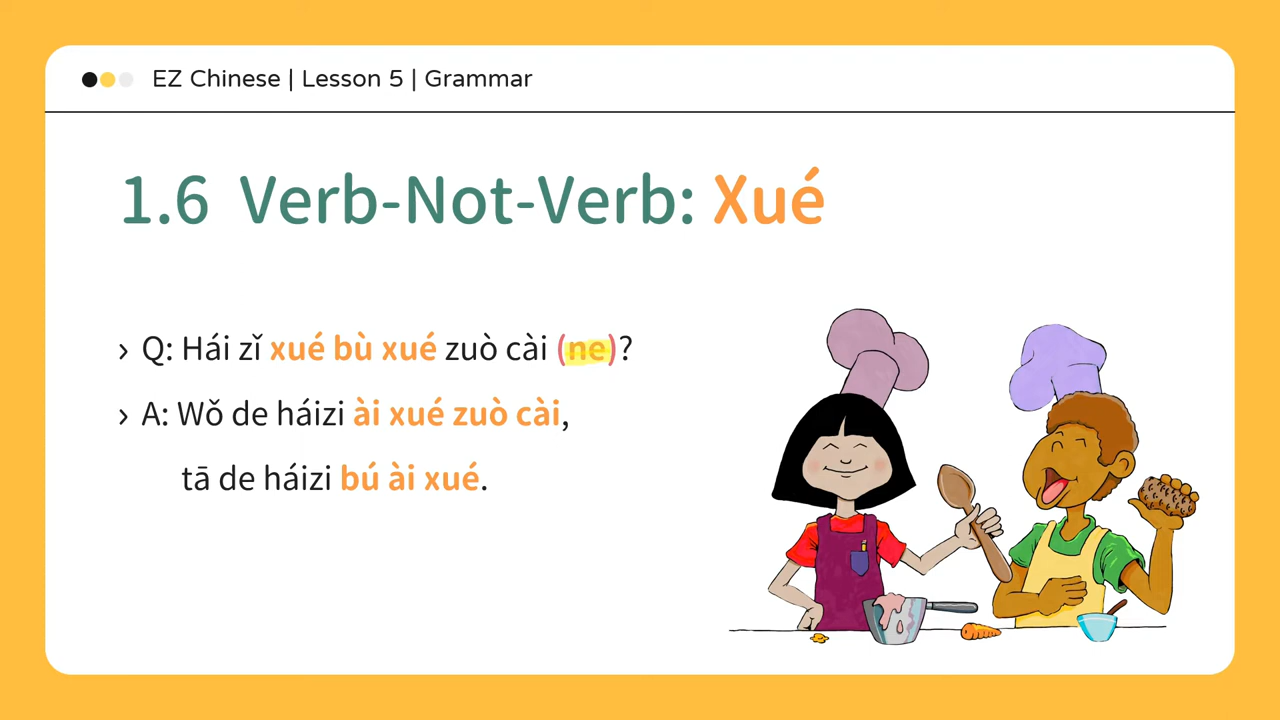 EZ Chinese | Lesson 5 | Grammar
1.6 Verb-Not-Verb: Xué
› Q: Hái zǐ xué bù xué zuò cài (ne)?
› A: Wǒ de háizi ài xué zuò cài,
tā de háizi bú ài xué.